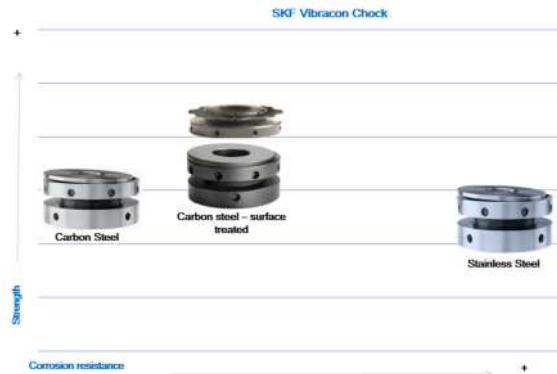 SKF Vibracon Chock
+
Carbon Steel
Carbon steel – surface
treated
Stainless Steel
Strength
Corrosion resistance
+